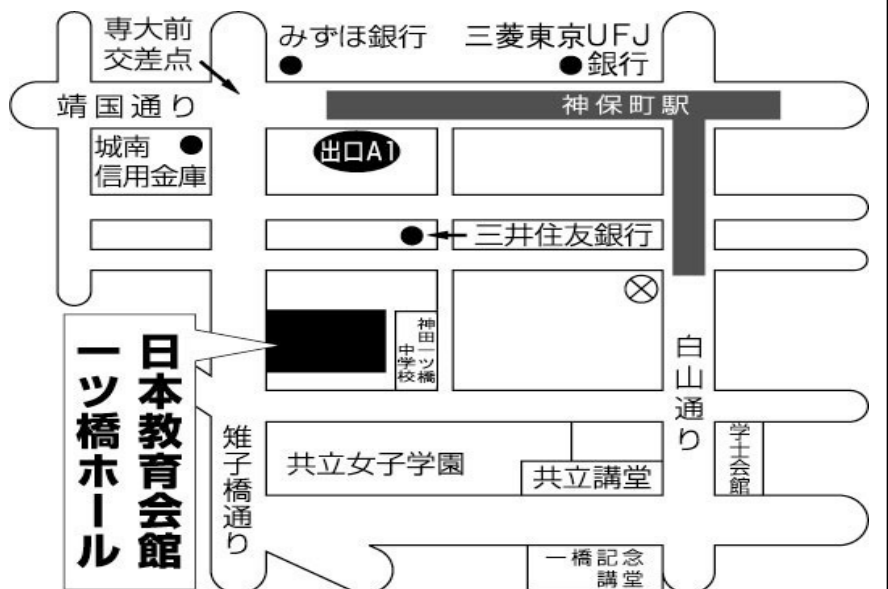 専大前
交差点
みずほ銀行
三菱東京UFJ
銀行
靖国通り
神保町駅
城南
信用金庫
出口A1
三井住友銀行
日本教育会館
一ツ橋ホール
神田一ツ橋
中学校
白山通り
雉子橋通り
共立女子学園
共立講堂
学士会館
一橋記念
講堂